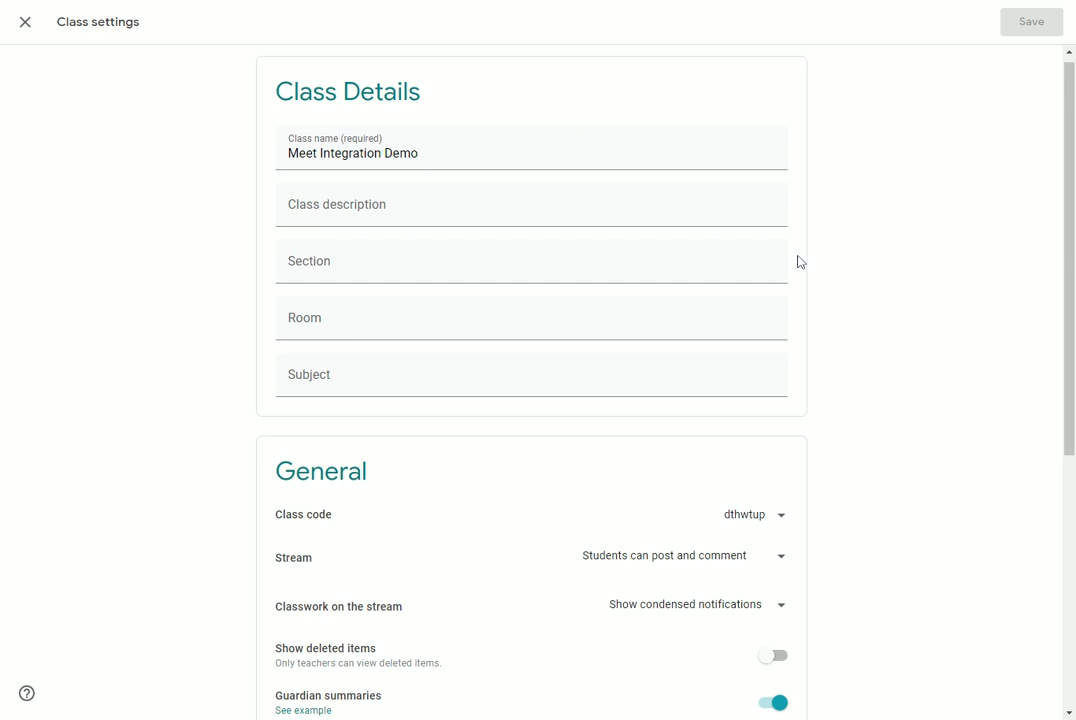 Class settings
Save
Class Details
Class name (required)
Meet Integration Demo
Class description
Section
Room
Subject
General
Class code
dthwtup
Stream
Students can post and comment
Classwork on the stream
Show condensed notifications
Show deleted items
Only teachers can view deleted items.
Guardian summaries
See example